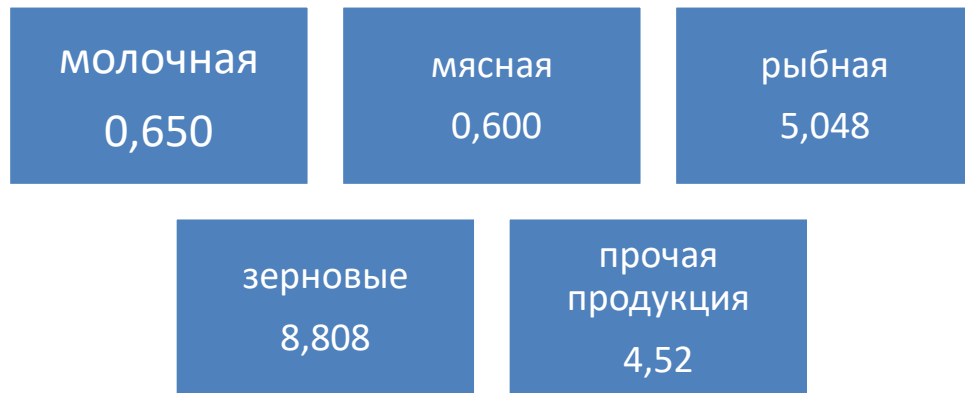 молочная
0,650
мясная
0,600
рыбная
5,048
зерновые
8,808
прочая
продукция
4,52